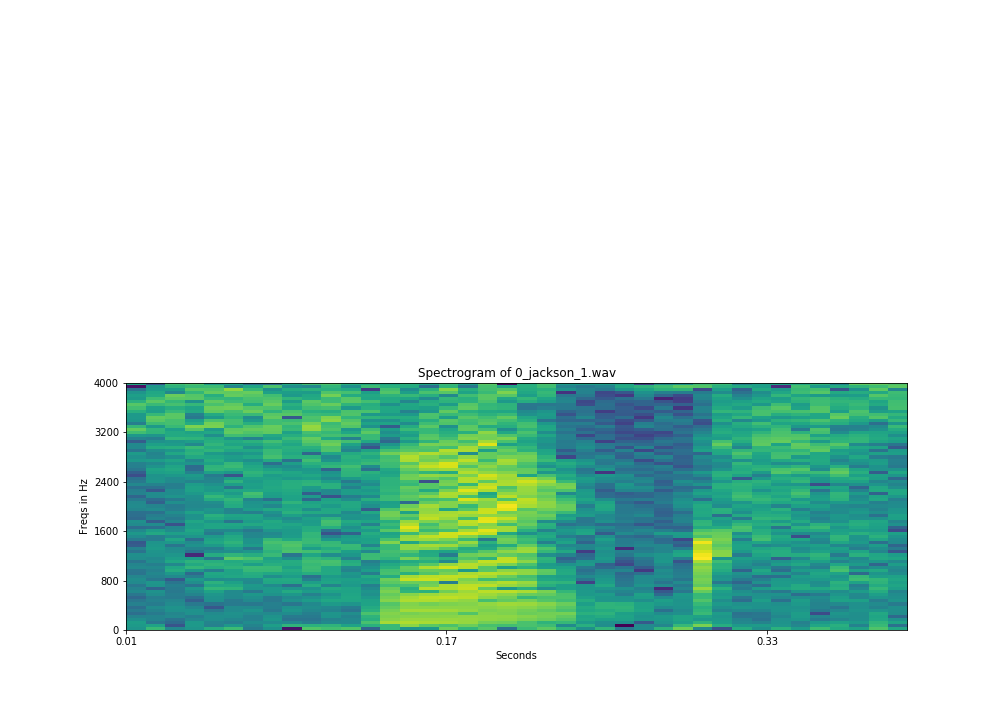 Spectrogram of 0_jackson_1.wav
4000
3200
2400
1600
800
0
Freqs in Hz
0.01 0.17 0.33
Seconds